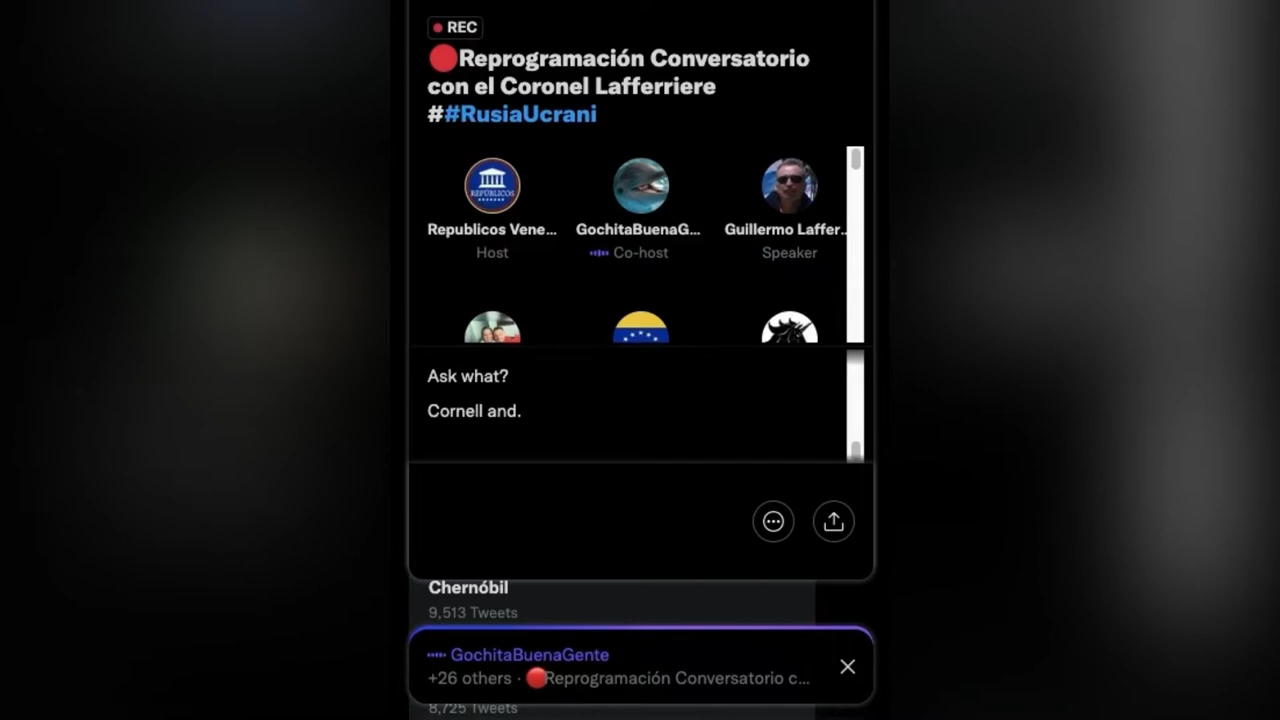 REC
🔴Reprogramación Conversatorio
con el Coronel Lafferriere
##RusiaUcrani
REPÚBLICOS
Republicos Vene... GochitaBuenaG... Guillermo Laffer..
Host Co-host Speaker
Ask what?
Cornell and.
Chernóbil
9,513 Tweets
GochitaBuenaGente
+26 others · 🔴Reprogramación Conversatorio c...
8,725 Tweets